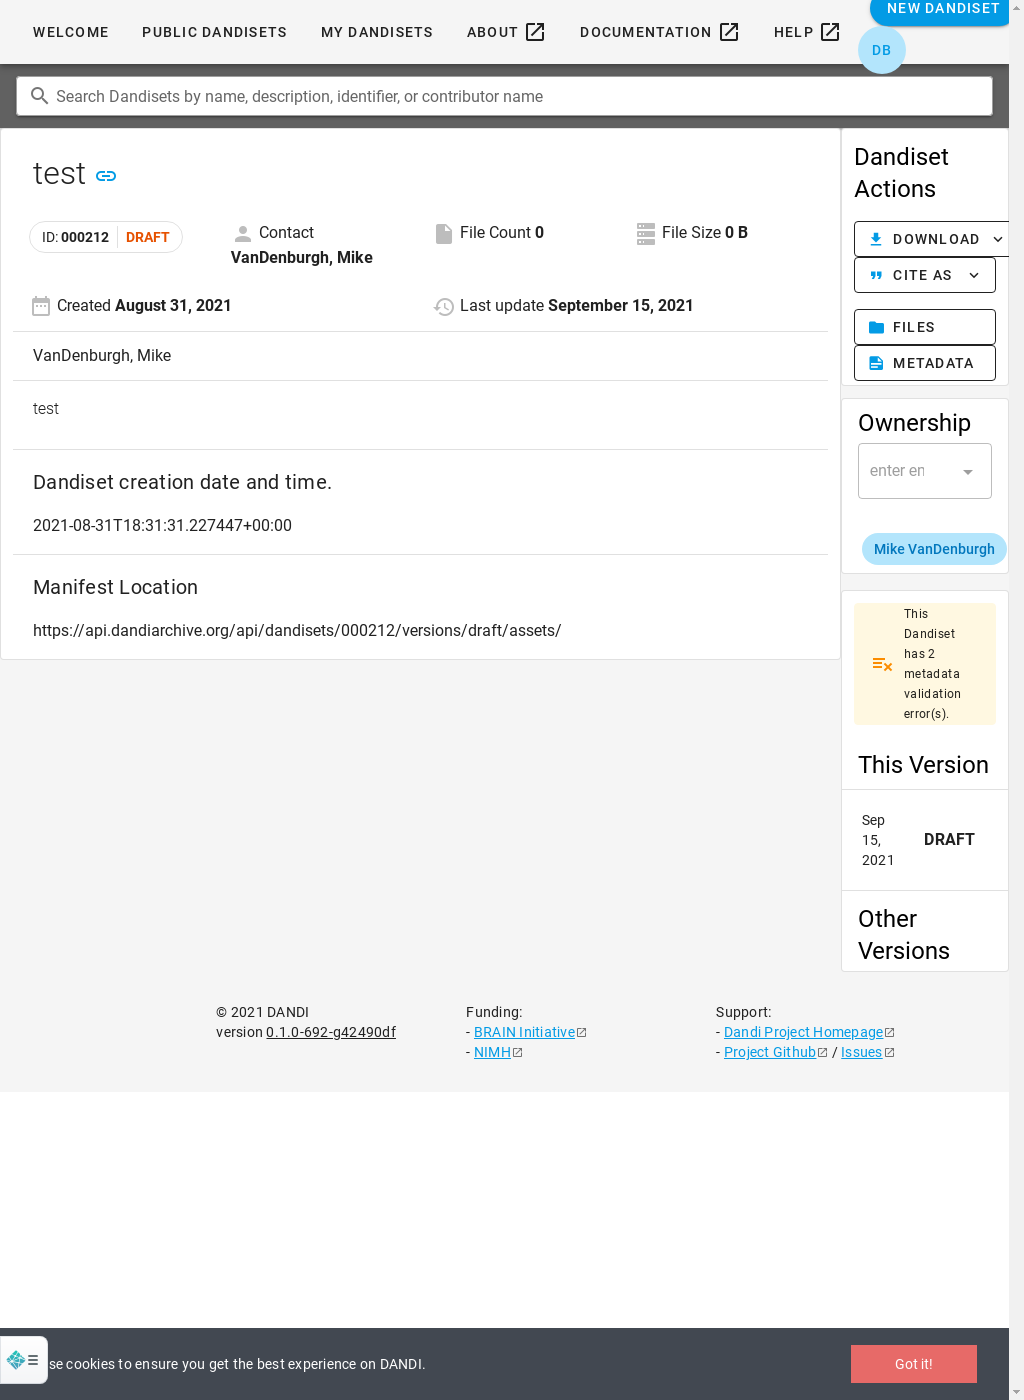 WELCOME PUBLIC DANDISETS MY DANDISETS ABOUT DOCUMENTATION HELP NEW DANDISET
DB
Search Dandisets by name, description, identifier, or contributor name
test
ID: 000212 DRAFT
Contact
VanDenburgh, Mike
File Count 0
File Size 0 B
Created August 31, 2021
Last update September 15, 2021
VanDenburgh, Mike
test
Dandiset creation date and time.
2021-08-31T18:31:31.227447+00:00
Manifest Location
https://api.dandiarchive.org/api/dandisets/000212/versions/draft/assets/
Dandiset
Actions
DOWNLOAD
CITE AS
FILES
METADATA
Ownership
enter en
Mike VanDenburgh
This
Dandiset
has 2
metadata
validation
error(s).
This Version
Sep
15,
2021
DRAFT
Other
Versions
© 2021 DANDI
version 0.1.0-692-g42490df
Funding:
- BRAIN Initiative
- NIMH
Support:
- Dandi Project Homepage
- Project Github / Issues
se cookies to ensure you get the best experience on DANDI.
Got it!